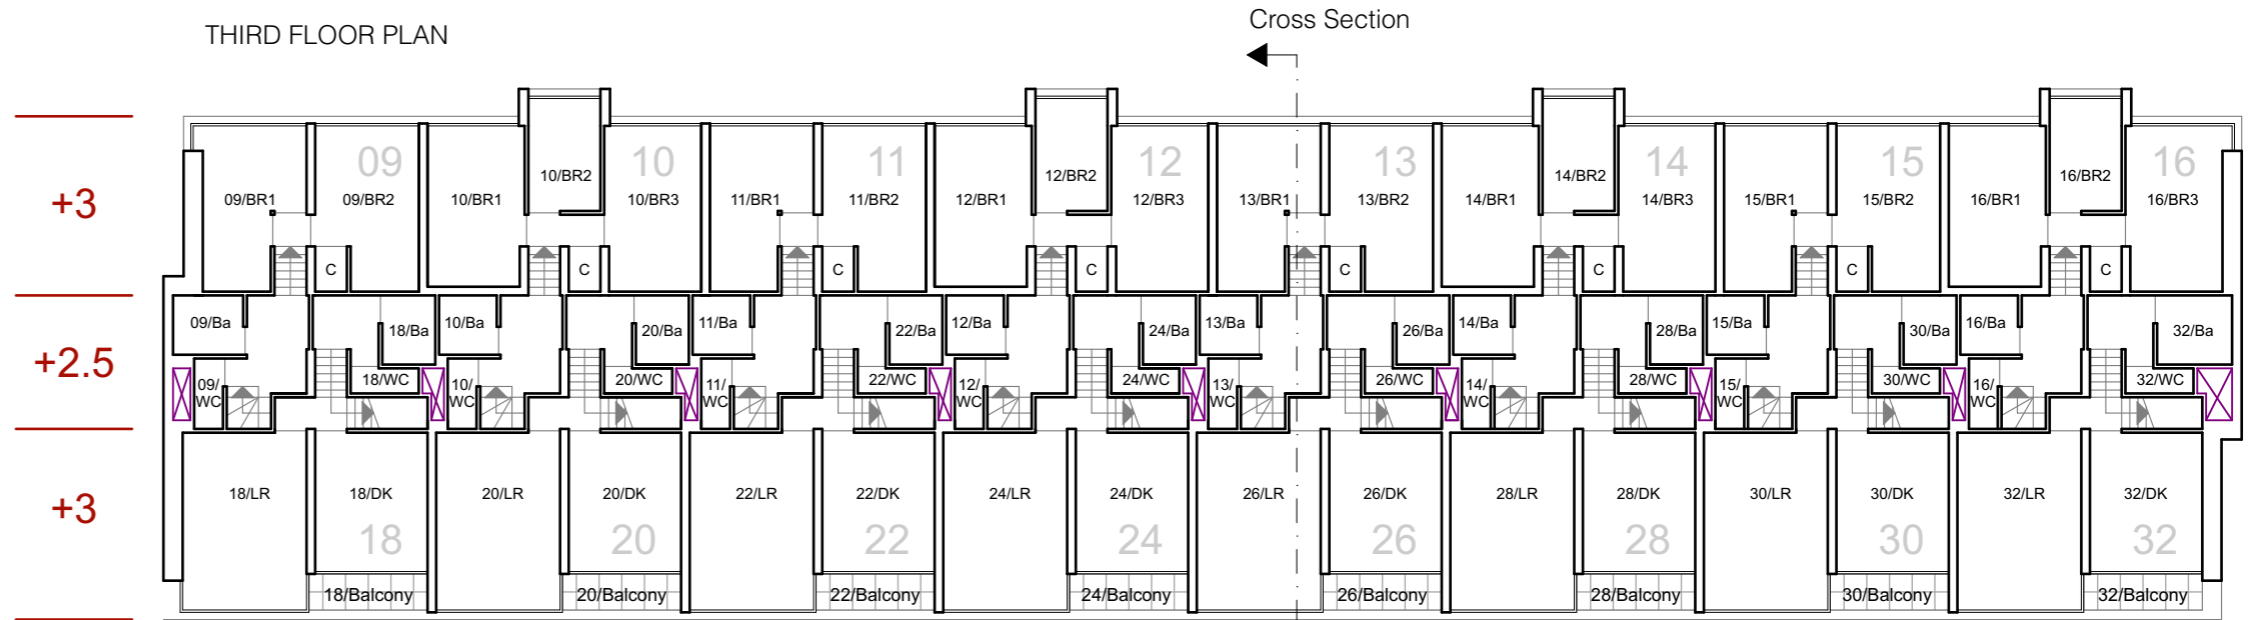 Cross Section
THIRD FLOOR PLAN
+3
09 10 11 12 13 14 15 16
10/BR2 12/BR2 14/BR2 16/BR2
09/BR1 09/BR2 10/BR1 10/BR3 11/BR1 11/BR2 12/BR1 12/BR3 13/BR1 13/BR2 14/BR1 14/BR3 15/BR1 15/BR2 16/BR1 16/BR3
C C C C C C C C
+2.5
09/Ba 18/Ba 10/Ba 20/Ba 11/Ba 22/Ba 12/Ba 24/Ba 13/Ba 26/Ba 14/Ba 28/Ba 15/Ba 30/Ba 16/Ba 32/Ba
09/ 18/WC 10/ 20/WC 11/ 22/WC 12/ 24/WC 13/ 26/WC 14/ 28/WC 15/ 30/WC 16/ 32/WC
WC WC WC WC WC WC WC WC
+3
18/LR 18/DK 20/LR 20/DK 22/LR 22/DK 24/LR 24/DK 26/LR 26/DK 28/LR 28/DK 30/LR 30/DK 32/LR 32/DK
18 20 22 24 26 28 30 32
18/Balcony 20/Balcony 22/Balcony 24/Balcony 26/Balcony 28/Balcony 30/Balcony 32/Balcony